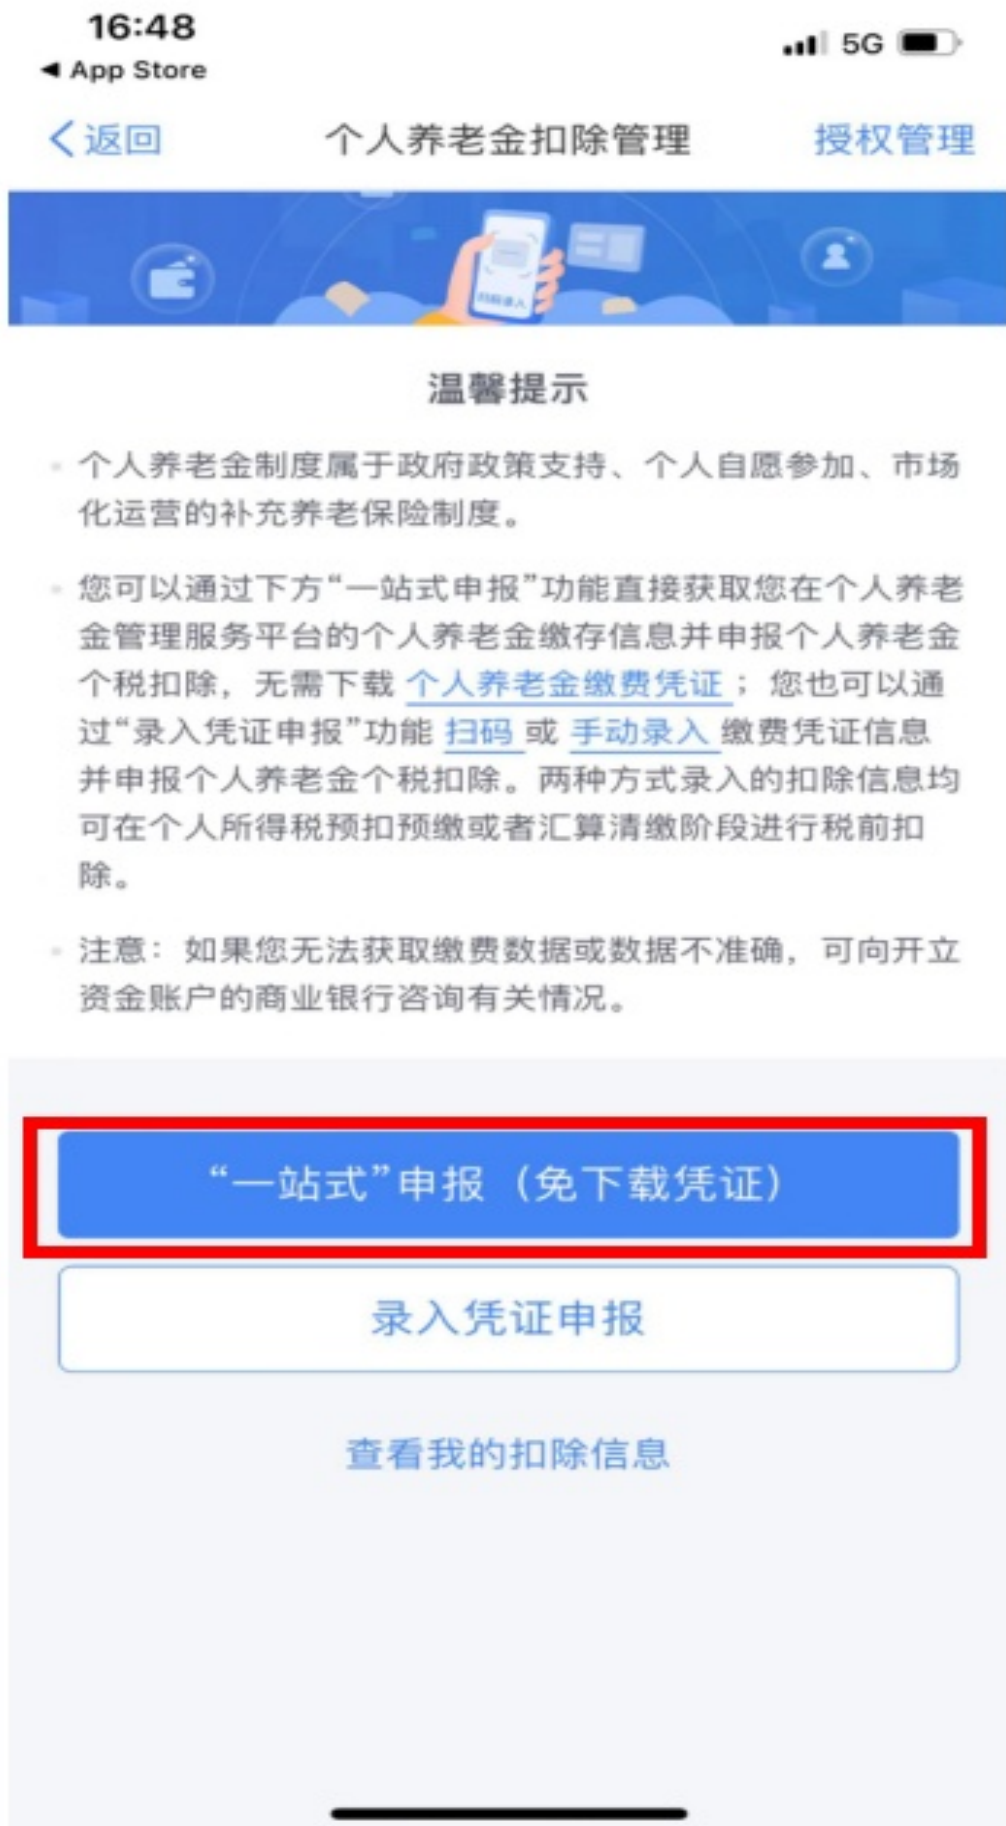 16:48
5G
◀ App Store
返回
个人养老金扣除管理
授权管理
扫码录入
温馨提示
个人养老金制度属于政府政策支持、个人自愿参加、市场
化运营的补充养老保险制度。
您可以通过下方“一站式申报”功能直接获取您在个人养老
金管理服务平台的个人养老金缴存信息并申报个人养老金
个税扣除，无需下载 个人养老金缴费凭证；您也可以通
过“录入凭证申报”功能 扫码 或 手动录入 缴费凭证信息
并申报个人养老金个税扣除。两种方式录入的扣除信息均
可在个人所得税预扣预缴或者汇算清缴阶段进行税前扣
除。
注意：如果您无法获取缴费数据或数据不准确，可向开立
资金账户的商业银行咨询有关情况。
“一站式”申报（免下载凭证）
录入凭证申报
查看我的扣除信息